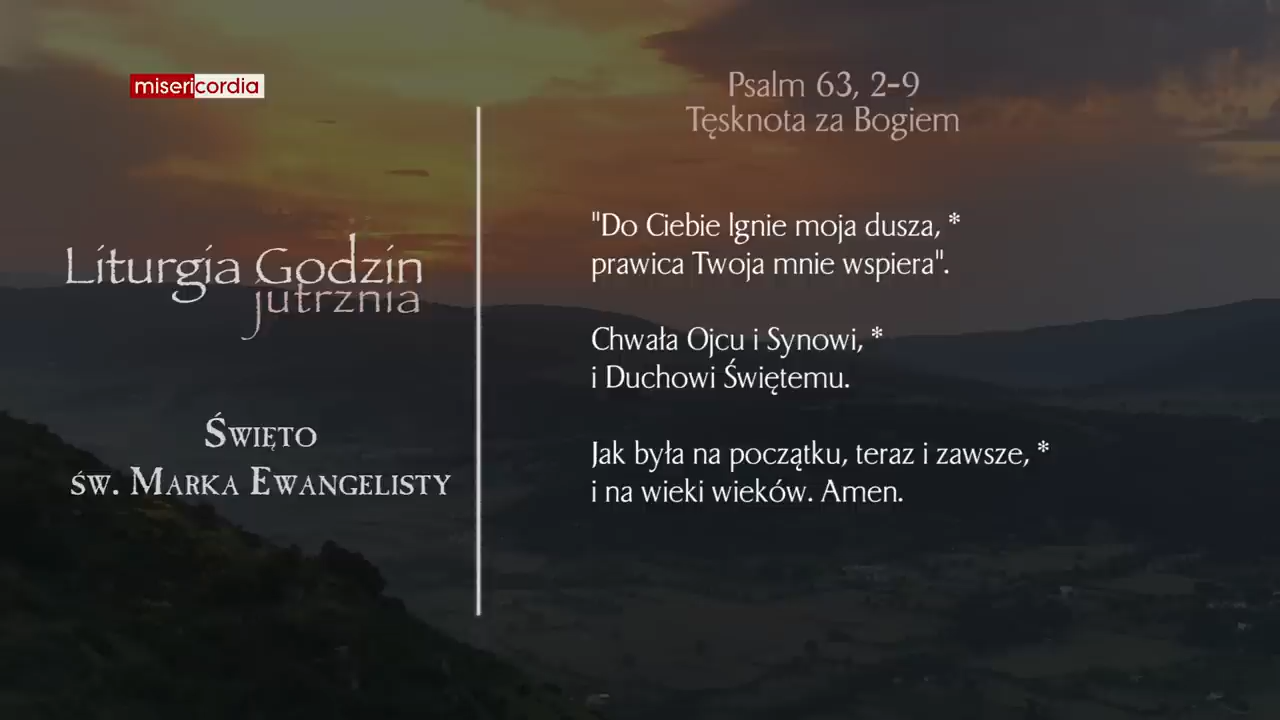 misericordia
Liturgia Godzin
jutrznia
Święto
św. Marka Ewangelisty
Psalm 63, 2-9
Tęsknota za Bogiem
"Do Ciebie lgnie moja dusza, *
prawica Twoja mnie wspiera".
Chwała Ojcu i Synowi, *
i Duchowi Świętemu.
Jak była na początku, teraz i zawsze, *
i na wieki wieków. Amen.